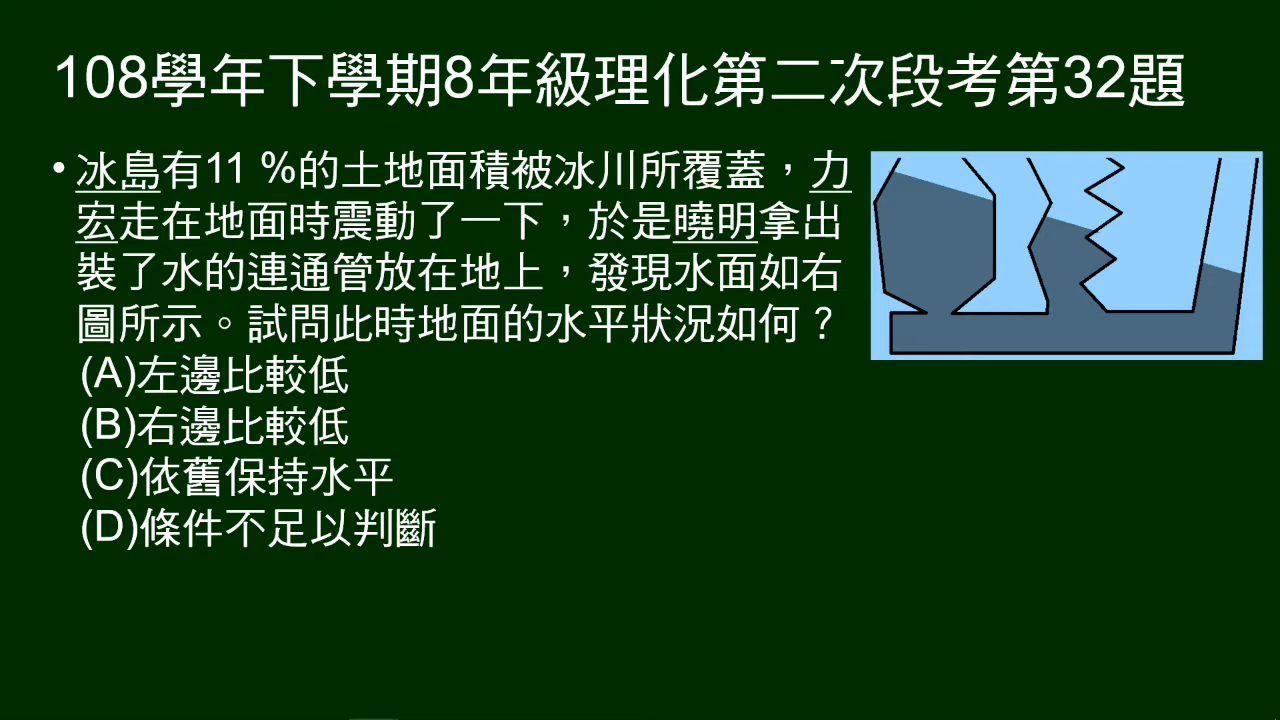 108學年下學期8年級理化第二次段考第32題
•冰島有11 %的土地面積被冰川所覆蓋，力
宏走在地面時震動了一下，於是曉明拿出
裝了水的連通管放在地上，發現水面如右
圖所示。試問此時地面的水平狀況如何？
(A)左邊比較低
(B)右邊比較低
(C)依舊保持水平
(D)條件不足以判斷